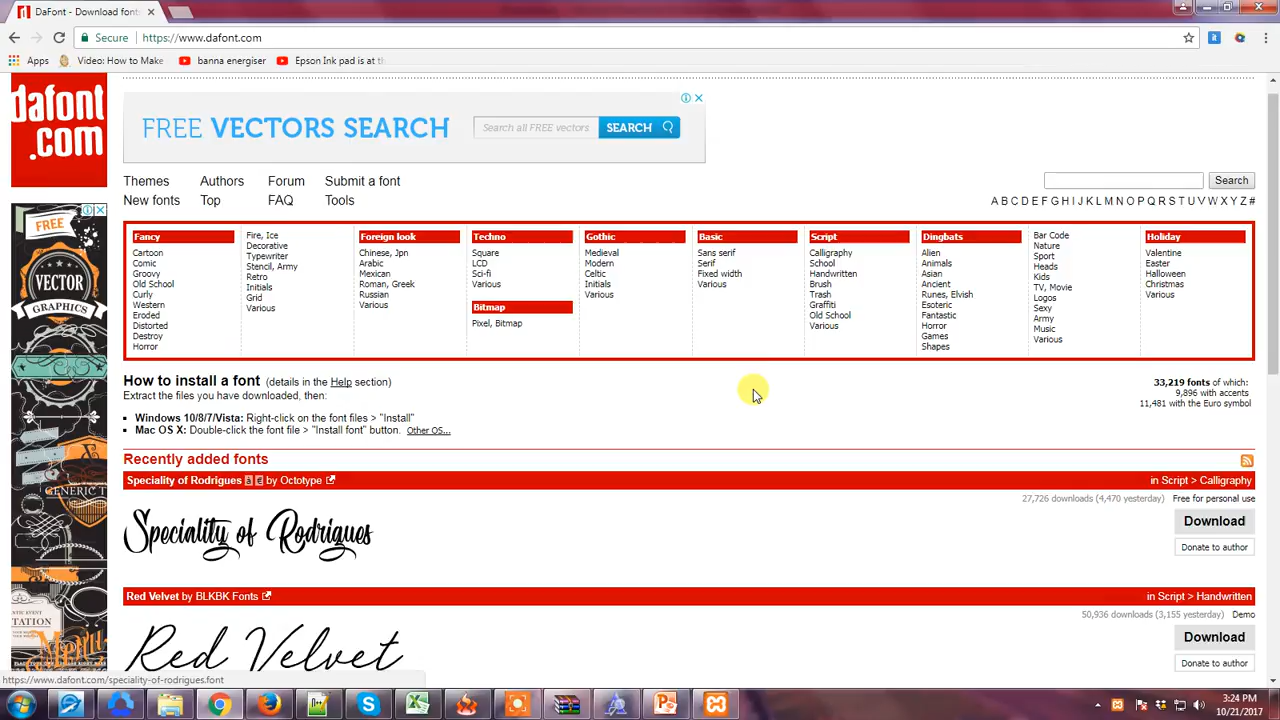 DaFont - Download fonts
Secure https://www.dafont.com
Apps Video: How to Make banna energiser Epson Ink pad is at th
dafont
.com
FREE VECTORS SEARCH Search all FREE vectors SEARCH
Themes Authors Forum Submit a font
New fonts Top FAQ Tools
Search
A B C D E F G H I J K L M N O P Q R S T U V W X Y Z #
Fancy
Cartoon
Comic
Groovy
Old School
Curly
Western
Eroded
Distorted
Destroy
Horror
Fire, Ice
Decorative
Typewriter
Stencil, Army
Retro
Initials
Grid
Various
Foreign look
Chinese, Jpn
Arabic
Mexican
Roman, Greek
Russian
Various
Techno
Square
LCD
Sci-fi
Various
Bitmap
Pixel, Bitmap
Gothic
Medieval
Modern
Celtic
Initials
Various
Basic
Sans serif
Serif
Fixed width
Various
Script
Calligraphy
School
Handwritten
Brush
Trash
Graffiti
Old School
Various
Dingbats
Alien
Animals
Asian
Ancient
Runes, Elvish
Esoteric
Fantastic
Horror
Games
Shapes
Bar Code
Nature
Sport
Heads
Kids
TV, Movie
Logos
Sexy
Army
Music
Various
Holiday
Valentine
Easter
Halloween
Christmas
Various
FREE
VECTOR
GRAPHICS
GENERIC T
How to install a font (details in the Help section)
Extract the files you have downloaded, then:
Windows 10/8/7/Vista: Right-click on the font files > "Install"
Mac OS X: Double-click the font file > "Install font" button. Other OS...
33,219 fonts of which:
9,896 with accents
11,481 with the Euro symbol
Recently added fonts
Speciality of Rodrigues à € by Octotype in Script > Calligraphy
27,726 downloads (4,470 yesterday) Free for personal use
Speciality of Rodrigues
Download
Donate to author
Red Velvet by BLKBK Fonts in Script > Handwritten
50,936 downloads (3,155 yesterday) Demo
Red Velvet
Download
Donate to author
https://www.dafont.com/speciality-of-rodrigues.font
3:24 PM
10/21/2017